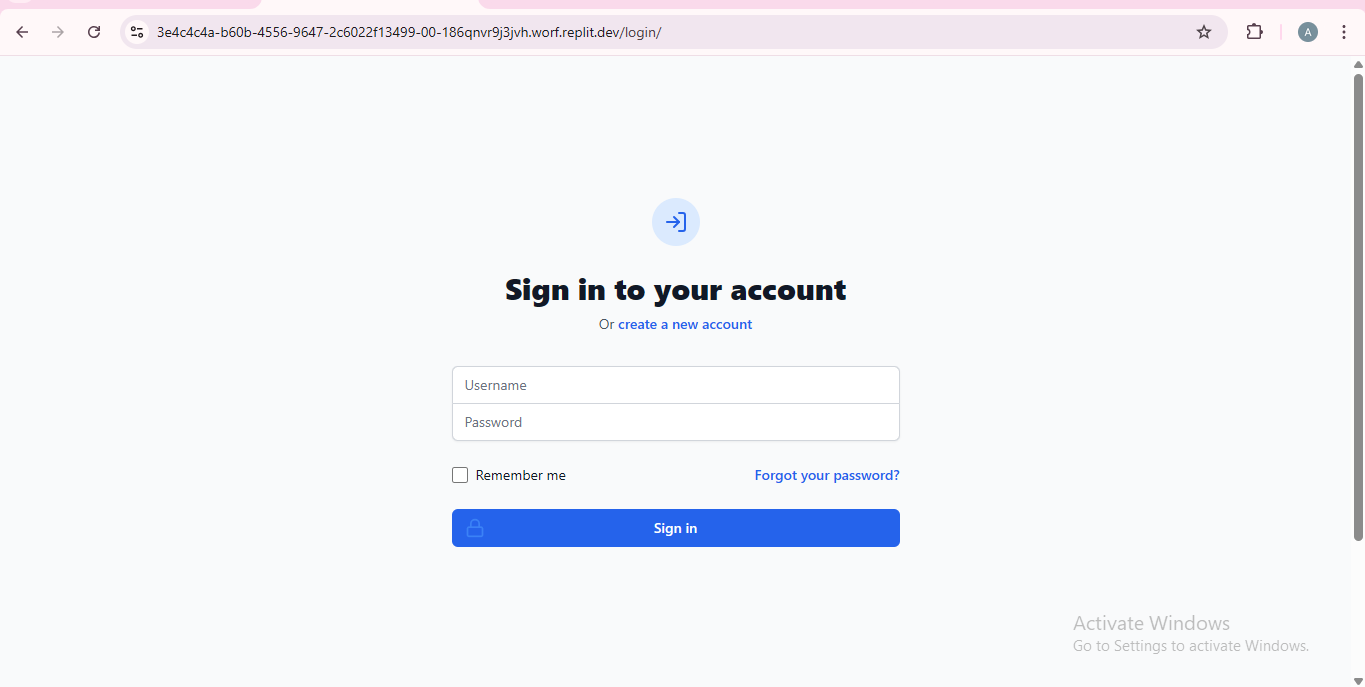 3e4c4c4a-b60b-4556-9647-2c6022f13499-00-186qnvr9j3jvh.worf.replit.dev/login/
A
Sign in to your account
Or create a new account
Username
Password
Remember me Forgot your password?
Sign in
Activate Windows
Go to Settings to activate Windows.